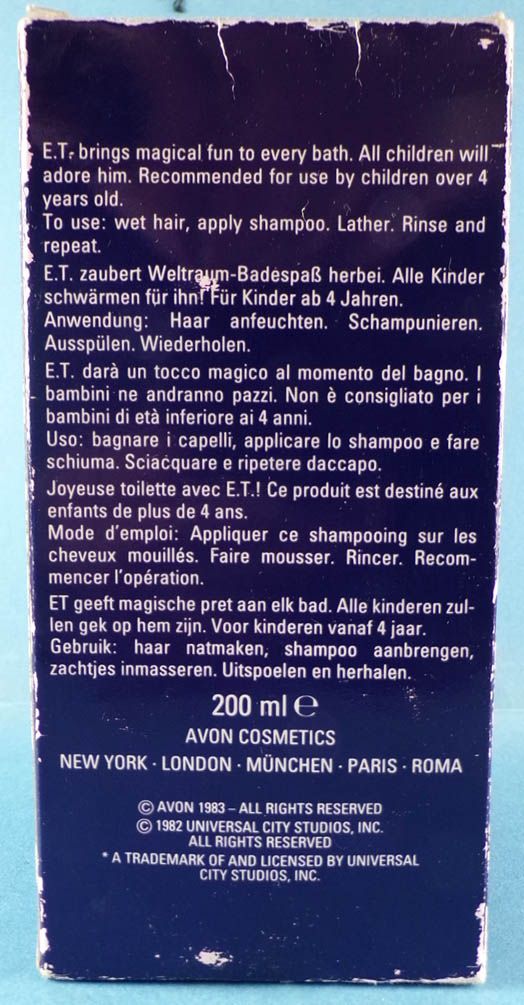 E.T. brings magical fun to every bath. All children will
adore him. Recommended for use by children over 4
years old.
To use: wet hair, apply shampoo. Lather. Rinse and
repeat.
E.T. zaubert Weltraum-Badespaß herbei. Alle Kinder
schwärmen für ihn! Für Kinder ab 4 Jahren.
Anwendung: Haar anfeuchten. Schampunieren.
Ausspülen. Wiederholen.
E.T. darà un tocco magico al momento del bagno. I
bambini ne andranno pazzi. Non è consigliato per i
bambini di età inferiore ai 4 anni.
Uso: bagnare i capelli, applicare lo shampoo e fare
schiuma. Sciacquare e ripetere daccapo.
Joyeuse toilette avec E.T.! Ce produit est destiné aux
enfants de plus de 4 ans.
Mode d'emploi: Appliquer ce shampooing sur les
cheveux mouillés. Faire mousser. Rincer. Recom-
mencer l'opération.
ET geeft magische pret aan elk bad. Alle kinderen zul-
len gek op hem zijn. Voor kinderen vanaf 4 jaar.
Gebruik: haar natmaken, shampoo aanbrengen,
zachtjes inmasseren. Uitspoelen en herhalen.
200 ml ℮
AVON COSMETICS
NEW YORK · LONDON · MÜNCHEN · PARIS · ROMA
© AVON 1983 – ALL RIGHTS RESERVED
© 1982 UNIVERSAL CITY STUDIOS, INC.
ALL RIGHTS RESERVED
* A TRADEMARK OF AND LICENSED BY UNIVERSAL
CITY STUDIOS, INC.